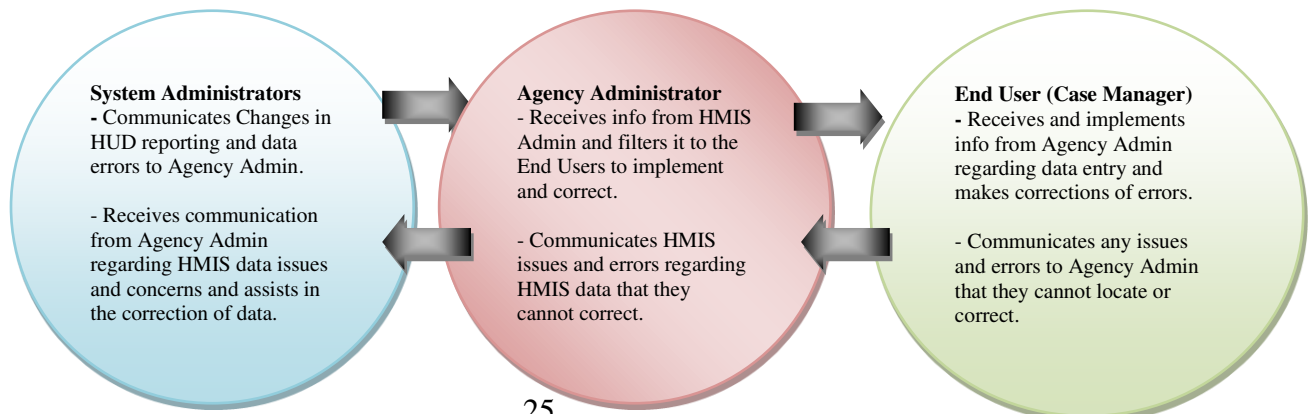 System Administrators
- Communicates Changes in
HUD reporting and data
errors to Agency Admin.
- Receives communication
from Agency Admin
regarding HMIS data issues
and concerns and assists in
the correction of data.
Agency Administrator
- Receives info from HMIS
Admin and filters it to the
End Users to implement
and correct.
- Communicates HMIS
issues and errors regarding
HMIS data that they
cannot correct.
End User (Case Manager)
- Receives and implements
info from Agency Admin
regarding data entry and
makes corrections of errors.
- Communicates any issues
and errors to Agency Admin
that they cannot locate or
correct.
25